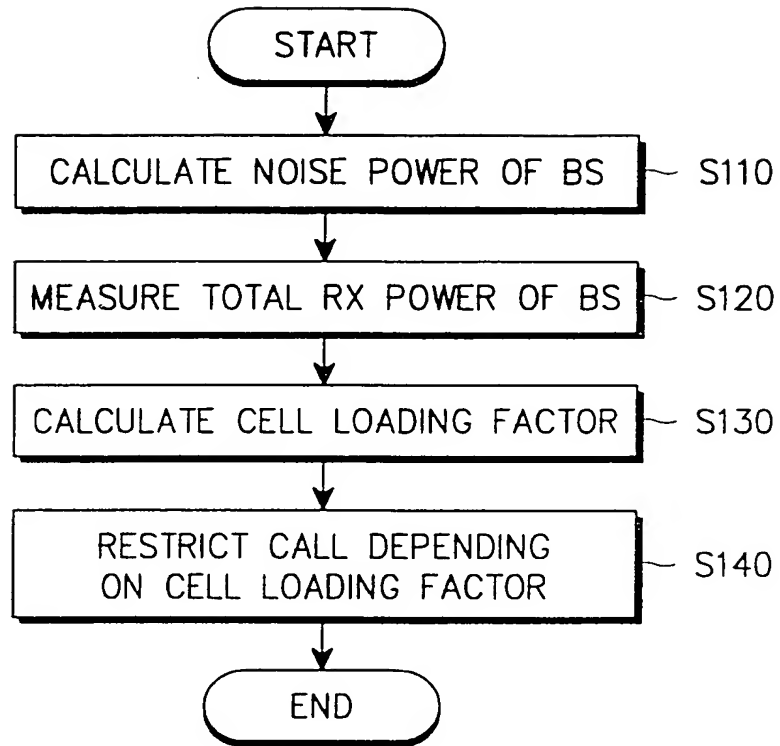 START
CALCULATE NOISE POWER OF BS
S110
MEASURE TOTAL RX POWER OF BS
S120
CALCULATE CELL LOADING FACTOR
S130
RESTRICT CALL DEPENDING
ON CELL LOADING FACTOR
S140
END